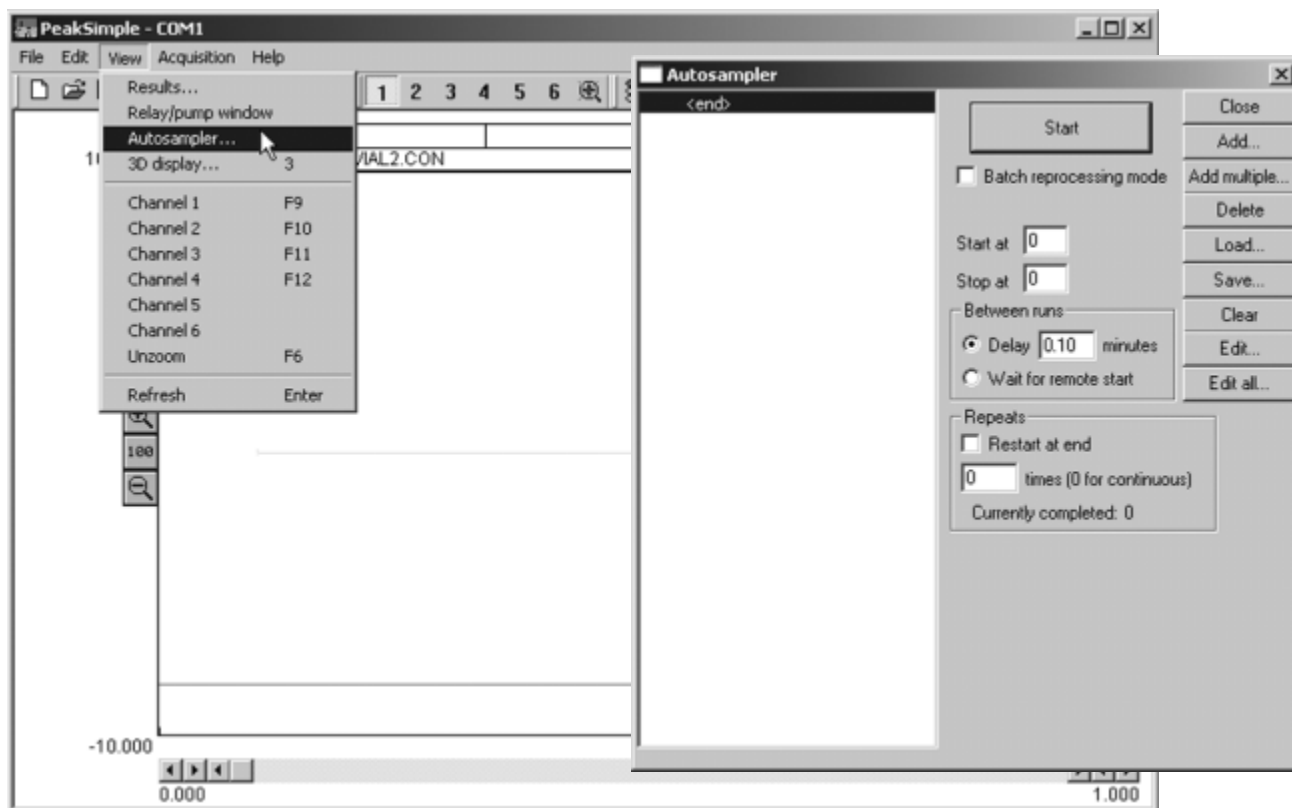 PeakSimple - COM1
File Edit View Acquisition Help
1 2 3 4 5 6
Results...
Relay/pump window
Autosampler...
3D display... 3
Channel 1 F9
Channel 2 F10
Channel 3 F11
Channel 4 F12
Channel 5
Channel 6
Unzoom F6
Refresh Enter
VIAL2.CON
100
-10.000
0.000 1.000
Autosampler
<end>
Start
Batch reprocessing mode
Start at 0
Stop at 0
Between runs
Delay 0.10 minutes
Wait for remote start
Repeats
Restart at end
0 times (0 for continuous)
Currently completed: 0
Close
Add...
Add multiple...
Delete
Load...
Save...
Clear
Edit...
Edit all...